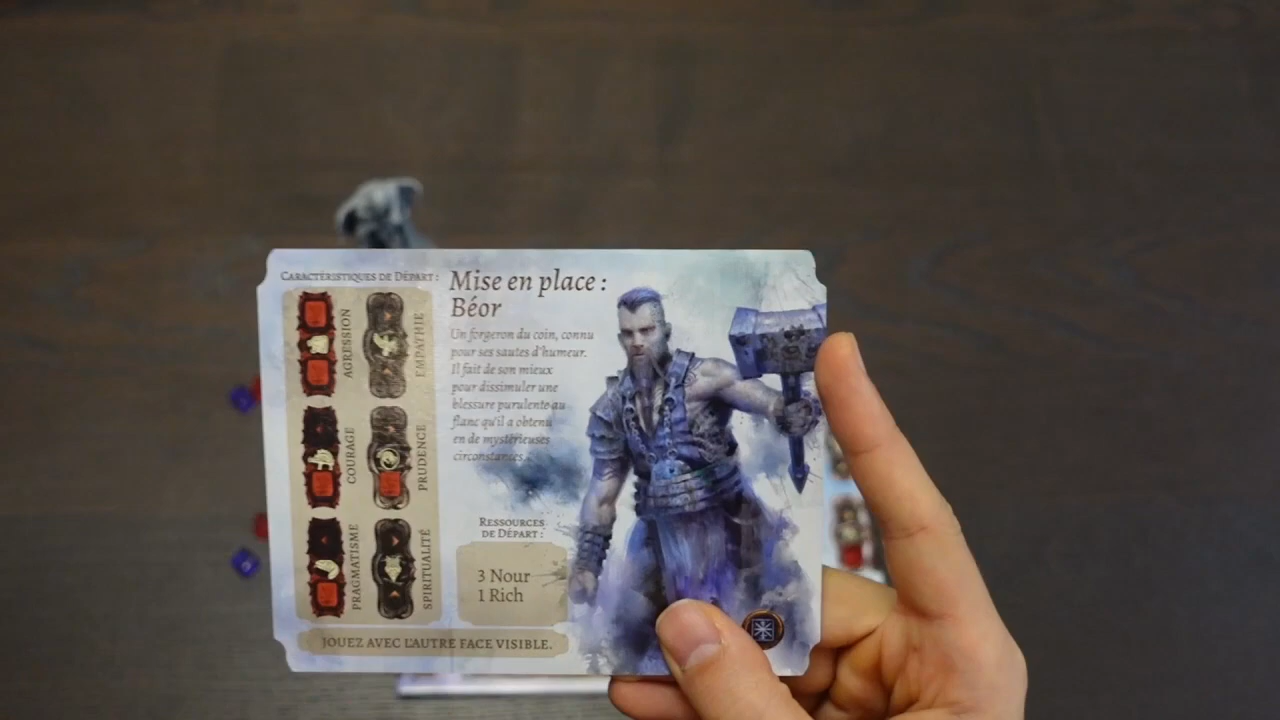 CARACTÉRISTIQUES DE DÉPART :
AGRESSION
EMPATHIE
COURAGE
PRUDENCE
PRAGMATISME
SPIRITUALITÉ
Mise en place :
Béor
Un forgeron du coin, connu
pour ses sautes d'humeur.
Il fait de son mieux
pour dissimuler une
blessure purulente au
flanc qu'il a obtenu
en de mystérieuses
circonstances.
RESSOURCES
DE DÉPART :
3 Nour
1 Rich
JOUEZ AVEC L'AUTRE FACE VISIBLE.